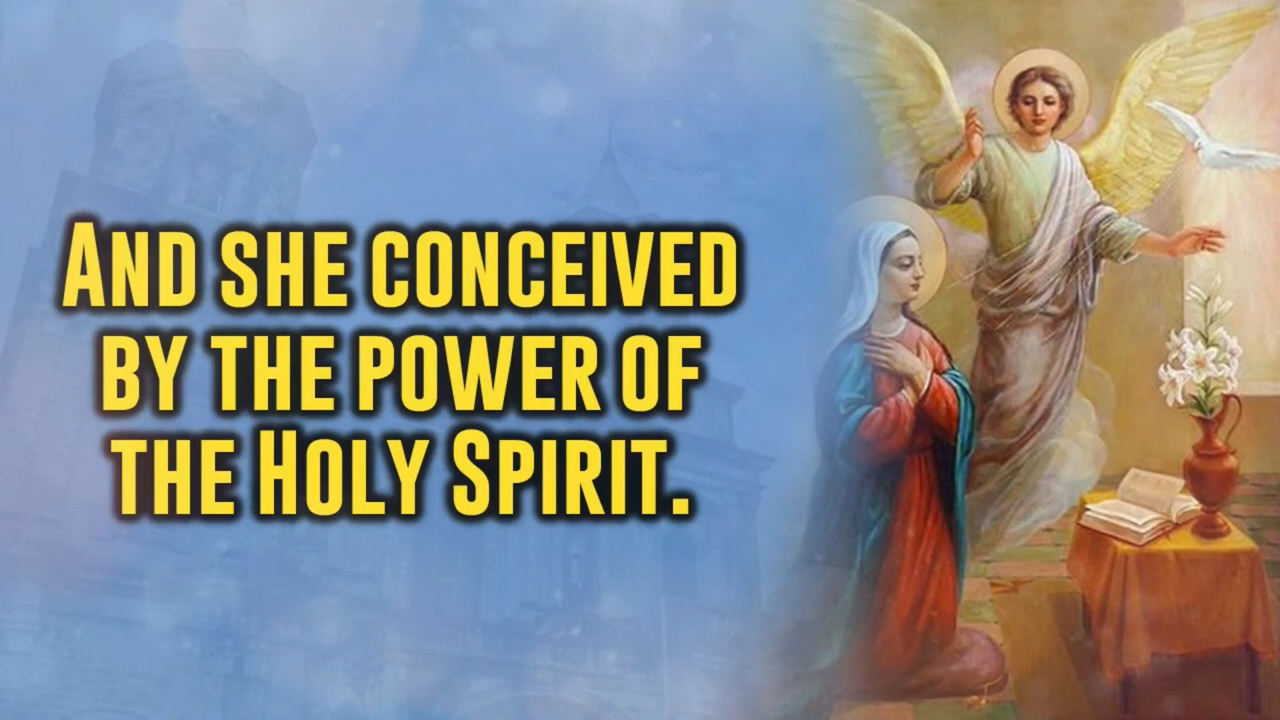 And she conceived
by the power of
the Holy Spirit.